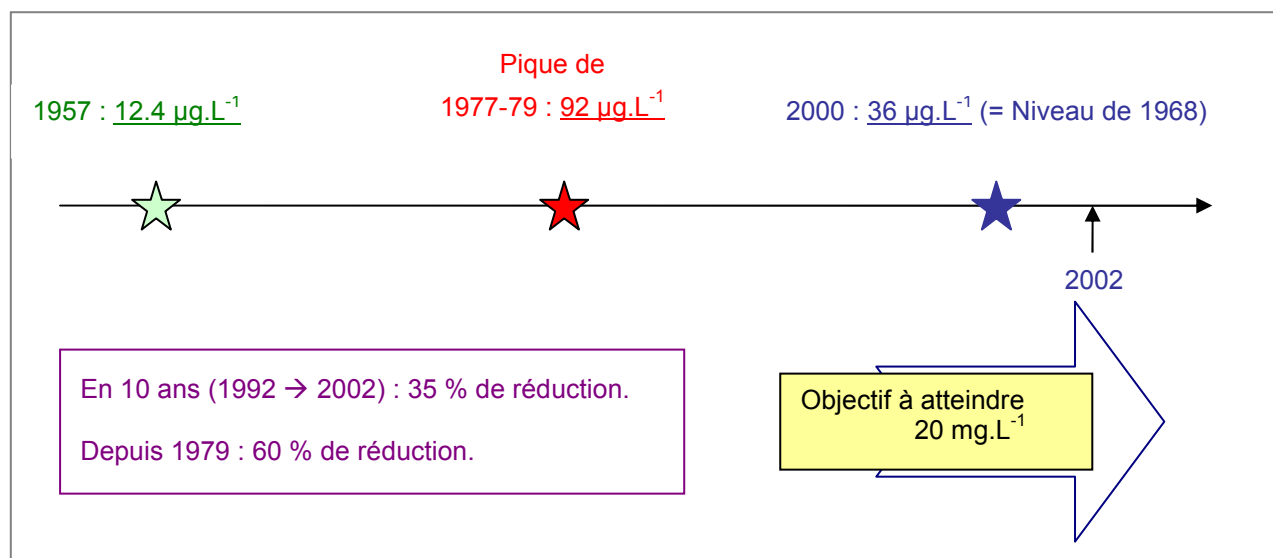 Pique de
1957 : 12.4 µg.L⁻¹
1977-79 : 92 µg.L⁻¹
2000 : 36 µg.L⁻¹ (= Niveau de 1968)
2002
En 10 ans (1992 → 2002) : 35 % de réduction.
Depuis 1979 : 60 % de réduction.
Objectif à atteindre
20 mg.L⁻¹